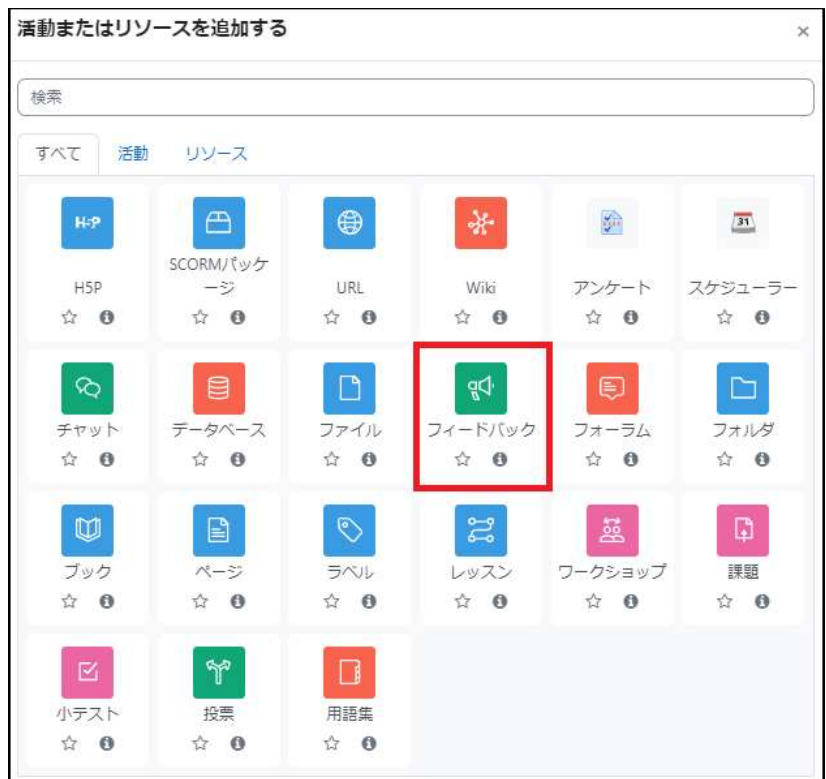 活動またはリソースを追加する
×
検索
すべて 活動 リソース
H5P
31
SCORMパッケ
H5P ージ URL Wiki アンケート スケジューラー
チャット データベース ファイル フィードバック フォーラム フォルダ
ブック ページ ラベル レッスン ワークショップ 課題
小テスト 投票 用語集